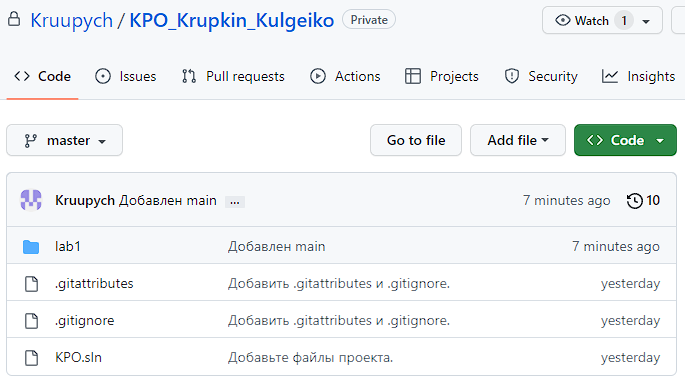 Kruupych / KPO_Krupkin_Kulgeiko Private Watch 1
Code Issues Pull requests Actions Projects Security Insights
master Go to file Add file Code
Kruupych Добавлен main ... 7 minutes ago 10
lab1 Добавлен main 7 minutes ago
.gitattributes Добавить .gitattributes и .gitignore. yesterday
.gitignore Добавить .gitattributes и .gitignore. yesterday
KPO.sln Добавьте файлы проекта. yesterday